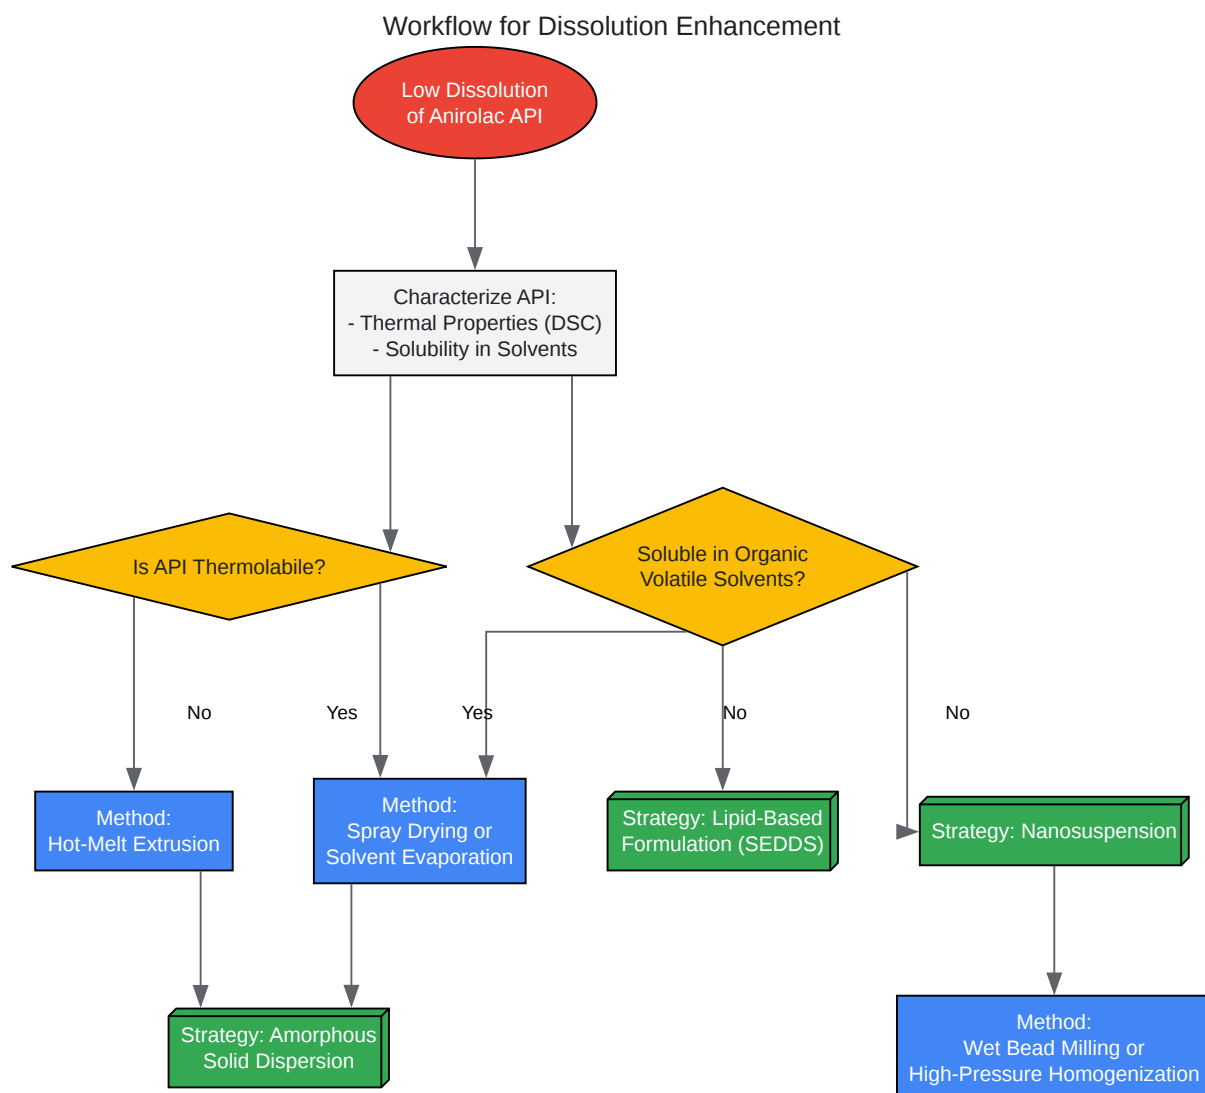 Workflow for Dissolution Enhancement
Low Dissolution
of Anirolac API
Characterize API:
- Thermal Properties (DSC)
- Solubility in Solvents
Is API Thermolabile?
Soluble in Organic
Volatile Solvents?
No
Yes
Yes
No
No
Method:
Hot-Melt Extrusion
Method:
Spray Drying or
Solvent Evaporation
Strategy: Lipid-Based
Formulation (SEDDS)
Strategy: Nanosuspension
Strategy: Amorphous
Solid Dispersion
Method:
Wet Bead Milling or
High-Pressure Homogenization